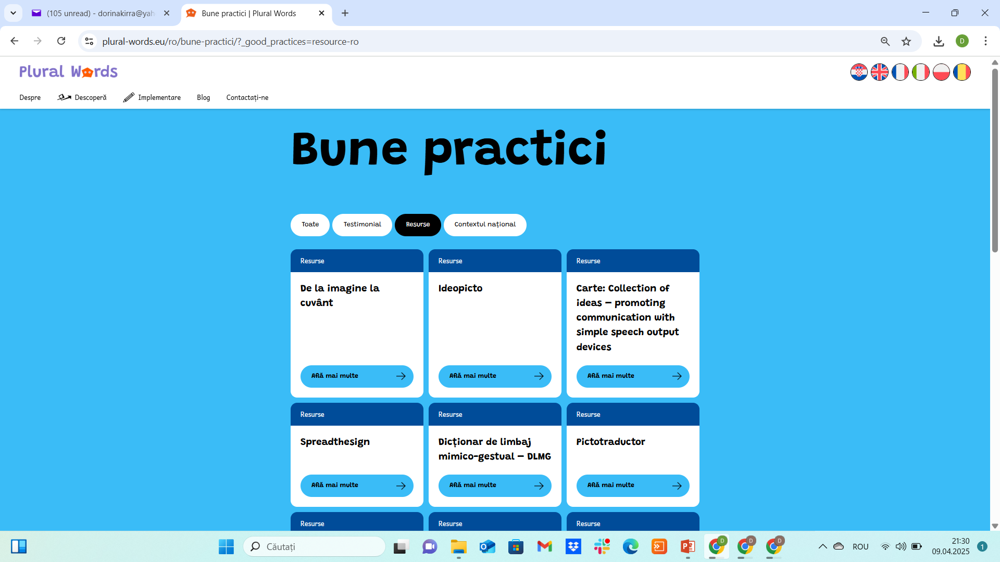 (105 unread) - dorinakirra@yah
Bune practici | Plural Words
plural-words.eu/ro/bune-practici/?_good_practices=resource-ro
D
Plural Words
Despre
Descoperă
Implementare
Blog
Contactați-ne
Bune practici
Toate
Testimonial
Resurse
Contextul național
Resurse
Resurse
Resurse
De la imagine la
cuvânt
Ideopicto
Carte: Collection of
ideas – promoting
communication with
simple speech output
devices
Află mai multe
Află mai multe
Află mai multe
Resurse
Resurse
Resurse
Spreadthesign
Dicționar de limbaj
mimico-gestual – DLMG
Pictotraductor
Află mai multe
Află mai multe
Află mai multe
Resurse
Resurse
Resurse
Căutați
D
D
D
ROU
21:30
09.04.2025
1